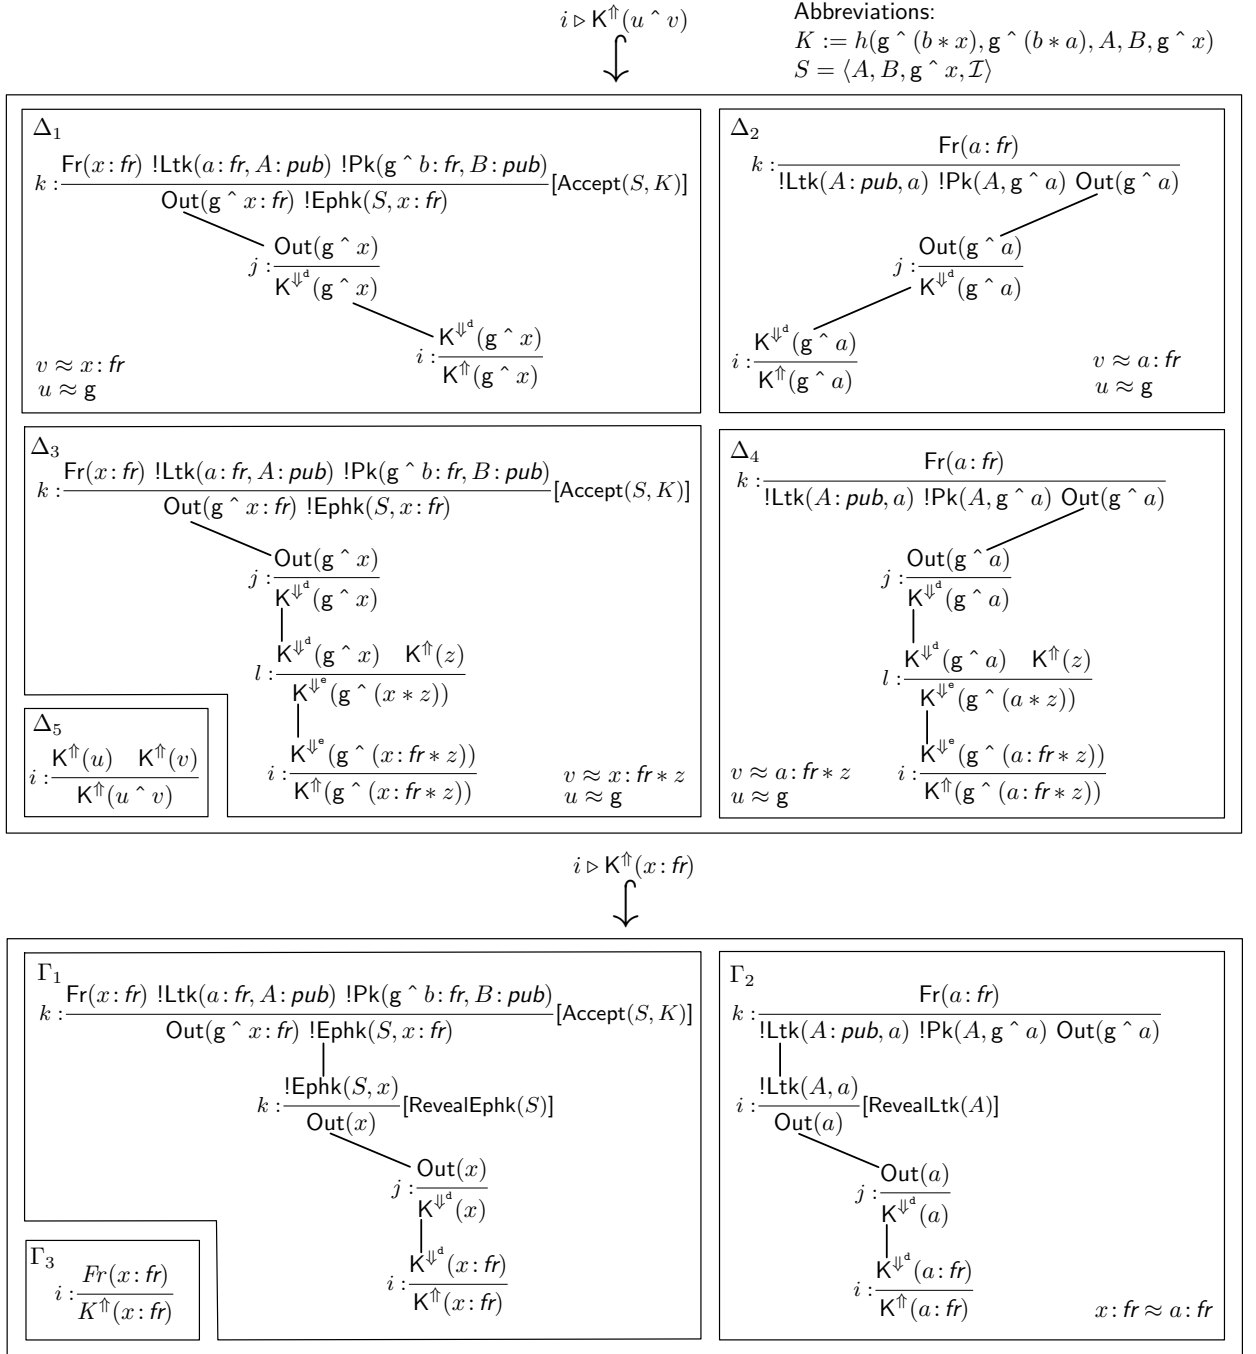 i ▹ K^⇑(u ˆ v)
Abbreviations:
K := h(g ˆ (b ∗ x), g ˆ (b ∗ a), A, B, g ˆ x)
S = ⟨A, B, g ˆ x, ℐ⟩
Δ₁
Fr(x : fr) !Ltk(a : fr, A : pub) !Pk(g ˆ b : fr, B : pub)
k : [Accept(S, K)]
Out(g ˆ x : fr) !Ephk(S, x : fr)
Out(g ˆ x)
j :
K^⇓ᵈ(g ˆ x)
K^⇓ᵈ(g ˆ x)
i :
K^⇑(g ˆ x)
v ≈ x : fr
u ≈ g
Δ₂
Fr(a : fr)
k :
!Ltk(A : pub, a) !Pk(A, g ˆ a) Out(g ˆ a)
Out(g ˆ a)
j :
K^⇓ᵈ(g ˆ a)
K^⇓ᵈ(g ˆ a)
i :
K^⇑(g ˆ a)
v ≈ a : fr
u ≈ g
Δ₃
Fr(x : fr) !Ltk(a : fr, A : pub) !Pk(g ˆ b : fr, B : pub)
k : [Accept(S, K)]
Out(g ˆ x : fr) !Ephk(S, x : fr)
Out(g ˆ x)
j :
K^⇓ᵈ(g ˆ x)
K^⇓ᵈ(g ˆ x) K^⇑(z)
l :
K^⇓ᵉ(g ˆ (x ∗ z))
K^⇓ᵉ(g ˆ (x : fr ∗ z))
i :
K^⇑(g ˆ (x : fr ∗ z))
v ≈ x : fr ∗ z
u ≈ g
Δ₄
Fr(a : fr)
k :
!Ltk(A : pub, a) !Pk(A, g ˆ a) Out(g ˆ a)
Out(g ˆ a)
j :
K^⇓ᵈ(g ˆ a)
K^⇓ᵈ(g ˆ a) K^⇑(z)
l :
K^⇓ᵉ(g ˆ (a ∗ z))
K^⇓ᵉ(g ˆ (a : fr ∗ z))
i :
K^⇑(g ˆ (a : fr ∗ z))
v ≈ a : fr ∗ z
u ≈ g
Δ₅
K^⇑(u) K^⇑(v)
i :
K^⇑(u ˆ v)
i ▹ K^⇑(x : fr)
Γ₁
Fr(x : fr) !Ltk(a : fr, A : pub) !Pk(g ˆ b : fr, B : pub)
k : [Accept(S, K)]
Out(g ˆ x : fr) !Ephk(S, x : fr)
!Ephk(S, x)
k : [RevealEphk(S)]
Out(x)
Out(x)
j :
K^⇓ᵈ(x)
K^⇓ᵈ(x : fr)
i :
K^⇑(x : fr)
Γ₂
Fr(a : fr)
k :
!Ltk(A : pub, a) !Pk(A, g ˆ a) Out(g ˆ a)
!Ltk(A, a)
i : [RevealLtk(A)]
Out(a)
Out(a)
j :
K^⇓ᵈ(a)
K^⇓ᵈ(a : fr)
i :
K^⇑(a : fr)
x : fr ≈ a : fr
Γ₃
Fr(x : fr)
i :
K^⇑(x : fr)